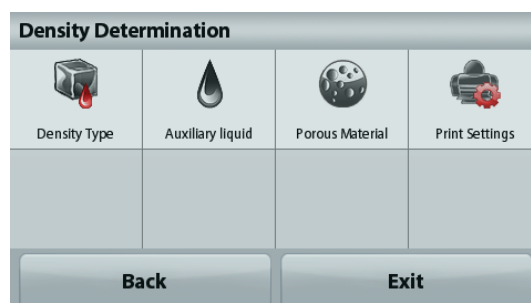 Density Determination
Density Type
Auxiliary liquid
Porous Material
Print Settings
Back
Exit